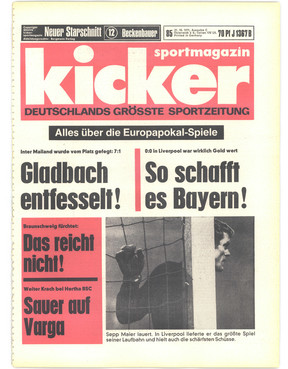 Neuer Starschnitt 12 Beckenbauer
85
sportmagazin
kicker
DEUTSCHLANDS GRÖSSTE SPORTZEITUNG
Alles über die Europapokal-Spiele
Inter Mailand wurde vom Platz gefegt: 7:1
Gladbach
entfesselt!
0:0 in Liverpool war wirklich Gold wert
So schafft
es Bayern!
Braunschweig fürchtet:
Das reicht
nicht!
Weiter Krach bei Hertha BSC
Sauer auf
Varga
Sepp Maier lauert. In Liverpool lieferte er das größte Spiel
seiner Laufbahn und hielt auch die schärfsten Schüsse.